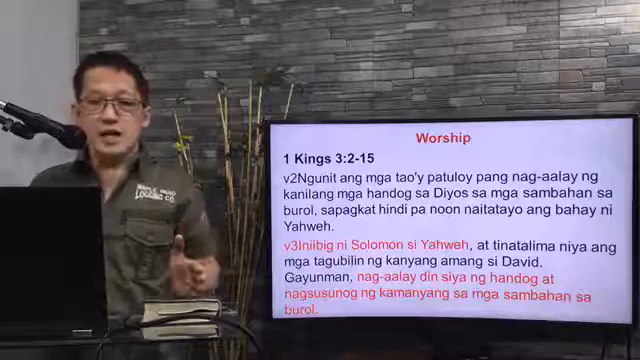 Worship
1 Kings 3:2-15
v2Ngunit ang mga tao'y patuloy pang nag-aalay ng
kanilang mga handog sa Diyos sa mga sambahan sa
burol, sapagkat hindi pa noon naitatayo ang bahay ni
Yahweh.
v3Iniibig ni Solomon si Yahweh, at tinatalima niya ang
mga tagubilin ng kanyang amang si David.
Gayunman, nag-aalay din siya ng handog at
nagsusunog ng kamanyang sa mga sambahan sa
burol.
LOGGING CO.